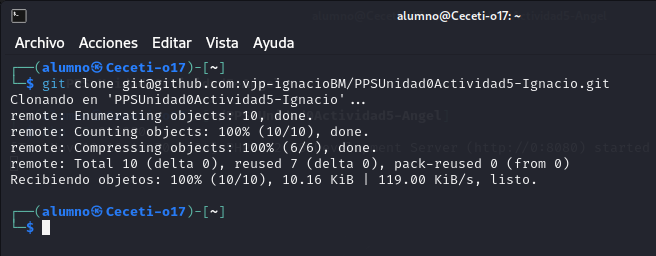 alumno@Ceceti-o17: ~
Archivo Acciones Editar Vista Ayuda
┌──(alumno㉿Ceceti-o17)-[~]
└─$ git clone git@github.com:vjp-ignacioBM/PPSUnidad0Actividad5-Ignacio.git
Clonando en 'PPSUnidad0Actividad5-Ignacio'...
remote: Enumerating objects: 10, done.
remote: Counting objects: 100% (10/10), done.
remote: Compressing objects: 100% (6/6), done.
remote: Total 10 (delta 0), reused 7 (delta 0), pack-reused 0 (from 0)
Recibiendo objetos: 100% (10/10), 10.16 KiB | 119.00 KiB/s, listo.
┌──(alumno㉿Ceceti-o17)-[~]
└─$